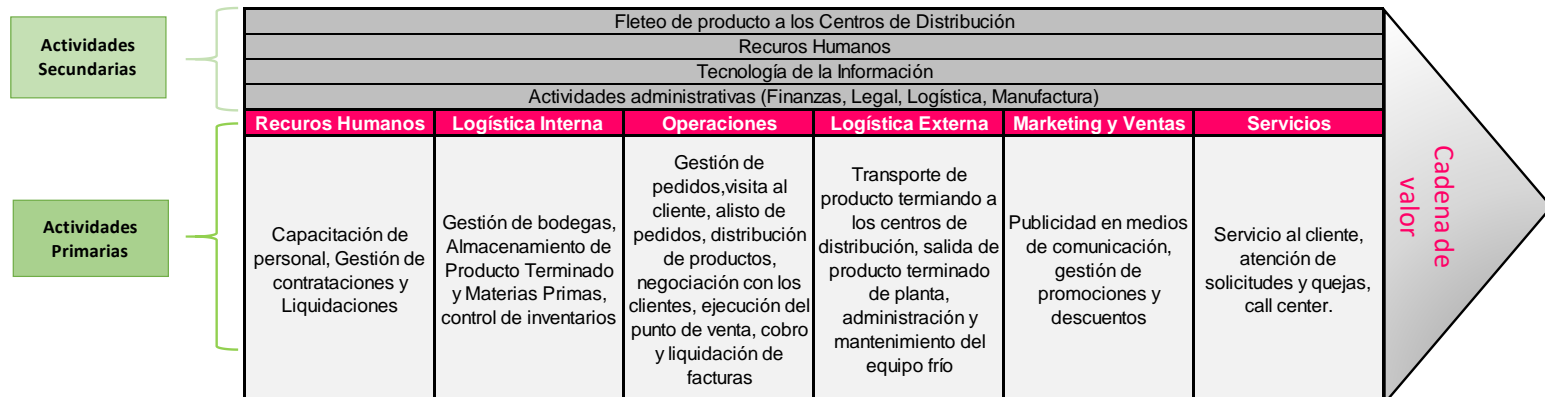 Actividades
Secundarias
Fleteo de producto a los Centros de Distribución
Recuros Humanos
Tecnología de la Información
Actividades administrativas (Finanzas, Legal, Logística, Manufactura)
Actividades
Primarias
Recuros Humanos
Logística Interna
Operaciones
Logística Externa
Marketing y Ventas
Servicios
Capacitación de
personal, Gestión de
contrataciones y
Liquidaciones
Gestión de bodegas,
Almacenamiento de
Producto Terminado
y Materias Primas,
control de inventarios
Gestión de
pedidos,visita al
cliente, alisto de
pedidos, distribución
de productos,
negociación con los
clientes, ejecución del
punto de venta, cobro
y liquidación de
facturas
Transporte de
producto termiando a
los centros de
distribución, salida de
producto terminado
de planta,
administración y
mantenimiento del
equipo frío
Publicidad en medios
de comunicación,
gestión de
promociones y
descuentos
Servicio al cliente,
atención de
solicitudes y quejas,
call center.
Cadena de
valor